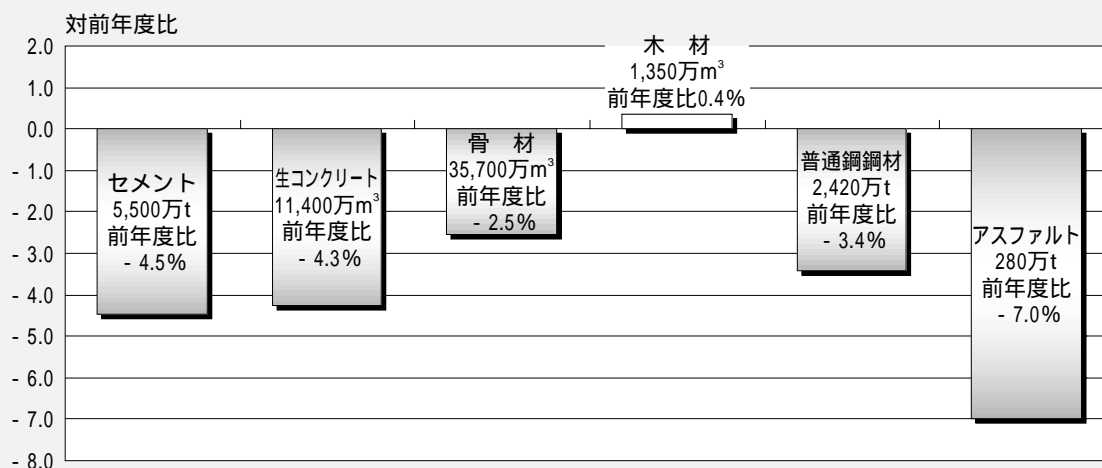 対前年度比
2.0
1.0
0.0
- 1.0
- 2.0
- 3.0
- 4.0
- 5.0
- 6.0
- 7.0
- 8.0
セメント
5,500万t
前年度比
- 4.5%
生コンクリート
11,400万m³
前年度比
- 4.3%
骨　材
35,700万m³
前年度比
- 2.5%
木　材
1,350万m³
前年度比0.4%
普通鋼鋼材
2,420万t
前年度比
- 3.4%
アスファルト
280万t
前年度比
- 7.0%